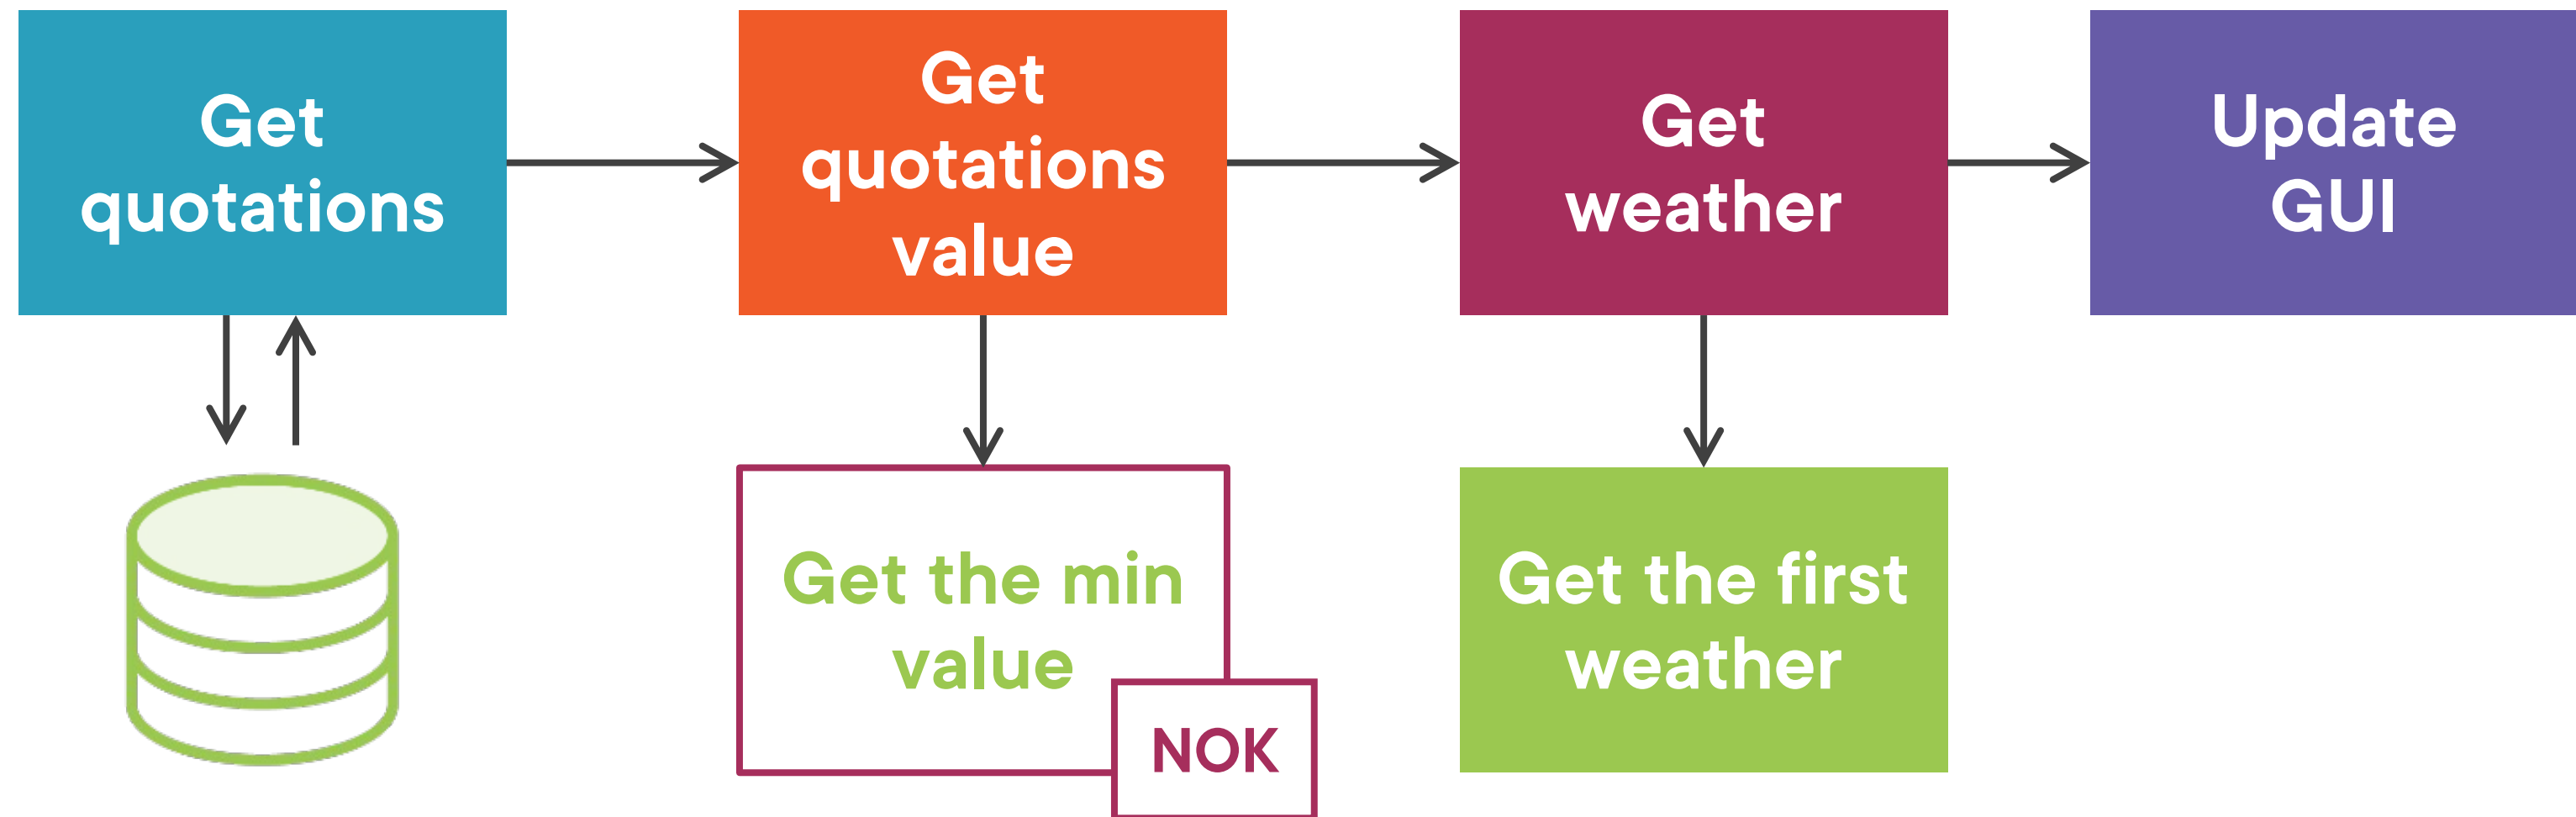 Get
quotations
Get
quotations
value
Get
weather
Update
GUI
Get the min
value
NOK
Get the first
weather